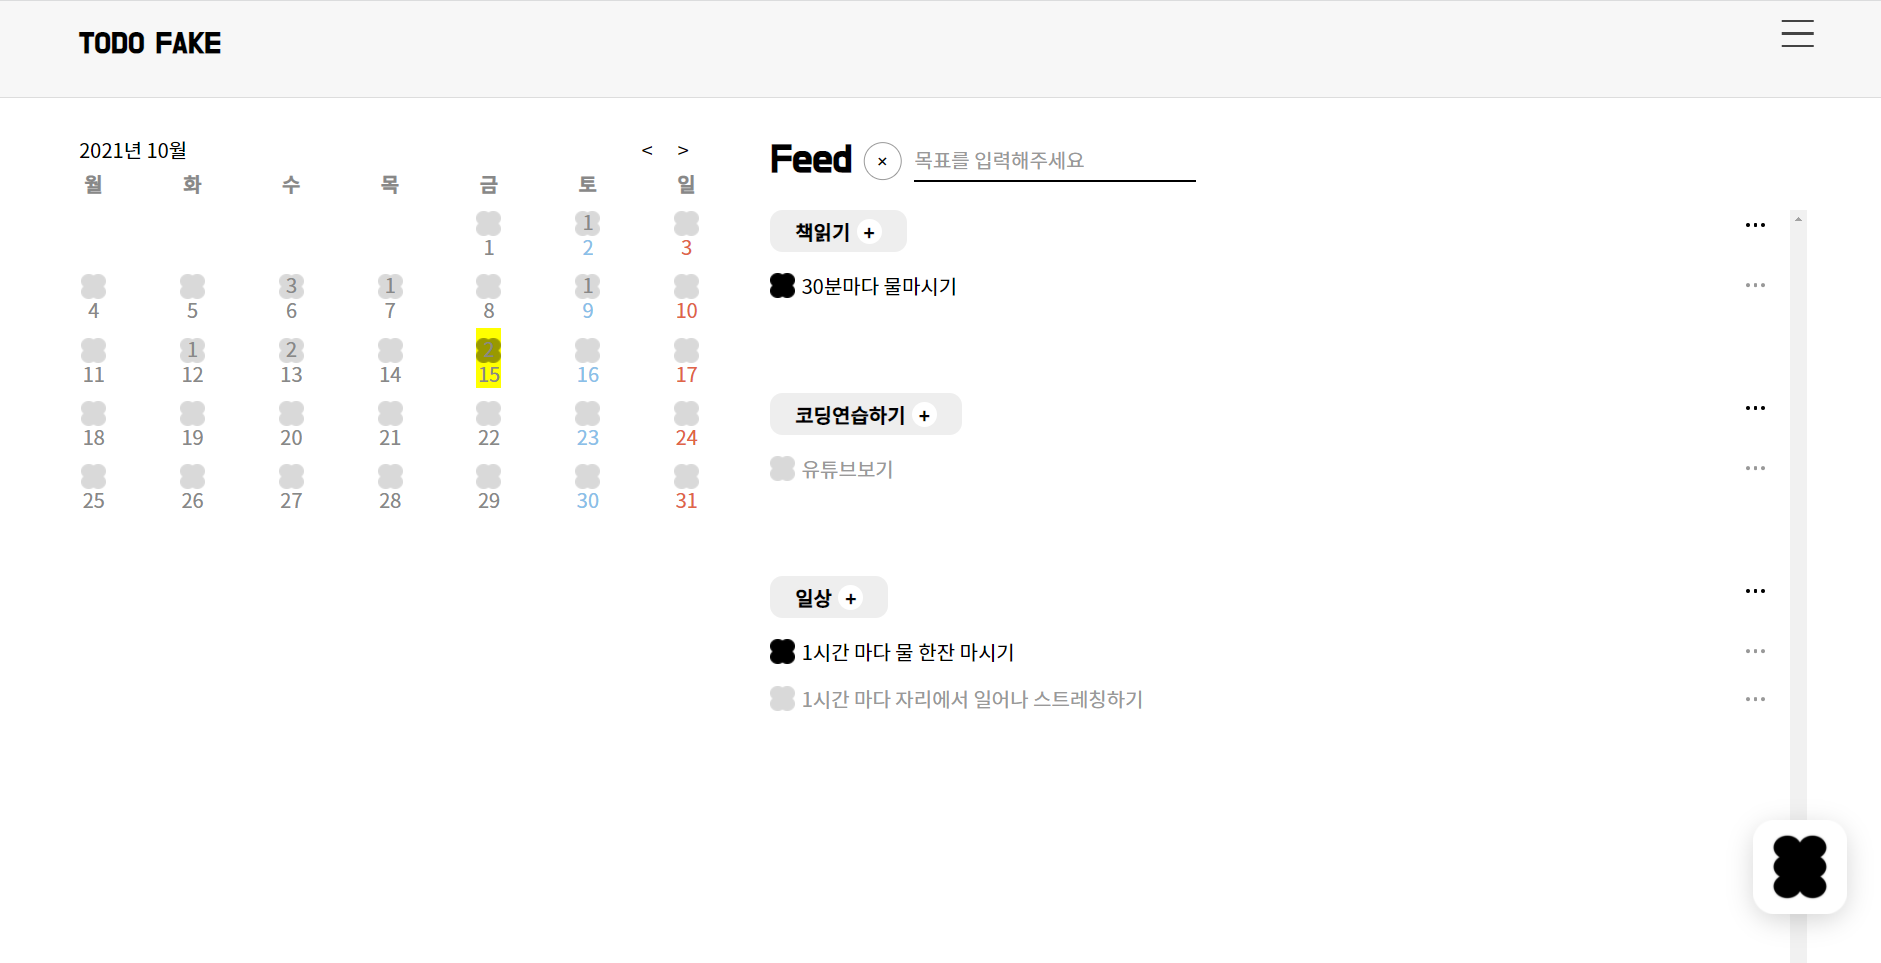 TODO FAKE
2021년 10월 < >
월 화 수 목 금 토 일
1
1 2 3
3 1 1
4 5 6 7 8 9 10
1 2 2
11 12 13 14 15 16 17
18 19 20 21 22 23 24
25 26 27 28 29 30 31
Feed × 목표를 입력해주세요
책읽기 + ...
30분마다 물마시기 ...
코딩연습하기 + ...
유튜브보기 ...
일상 + ...
1시간 마다 물 한잔 마시기 ...
1시간 마다 자리에서 일어나 스트레칭하기 ...